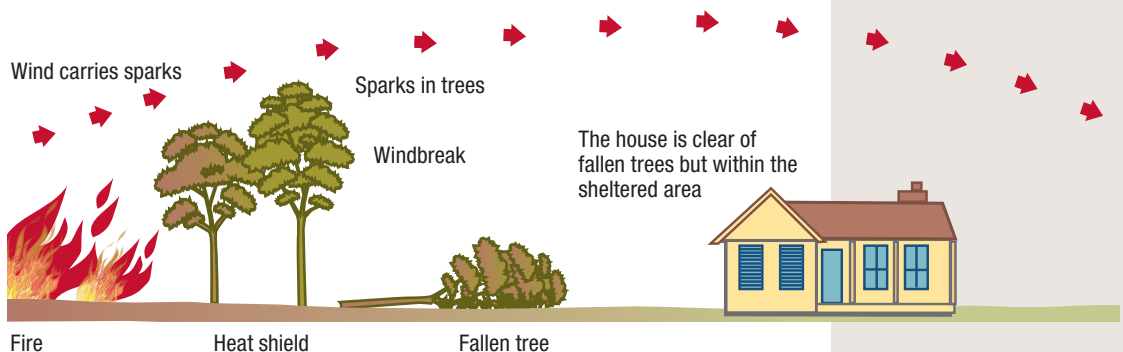 Wind carries sparks
Sparks in trees
Windbreak
The house is clear of
fallen trees but within the
sheltered area
Fire
Heat shield
Fallen tree